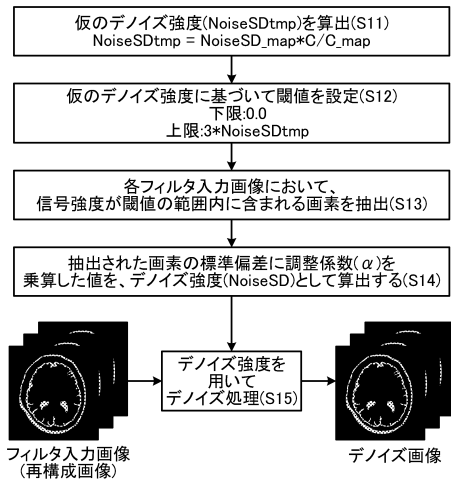 仮のデノイズ強度(NoiseSDtmp)を算出(S11)
NoiseSDtmp = NoiseSD_map*C/C_map
仮のデノイズ強度に基づいて閾値を設定(S12)
下限:0.0
上限:3*NoiseSDtmp
各フィルタ入力画像において、
信号強度が閾値の範囲内に含まれる画素を抽出(S13)
抽出された画素の標準偏差に調整係数(α)を
乗算した値を、デノイズ強度(NoiseSD)として算出する(S14)
デノイズ強度を
用いて
デノイズ処理(S15)
フィルタ入力画像
(再構成画像)
デノイズ画像